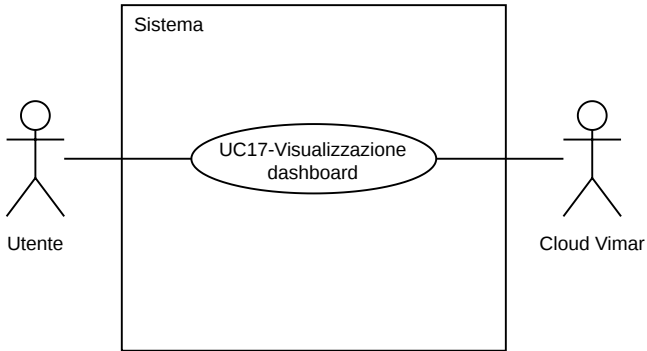 Sistema
UC17-Visualizzazione
dashboard
Utente
Cloud Vimar